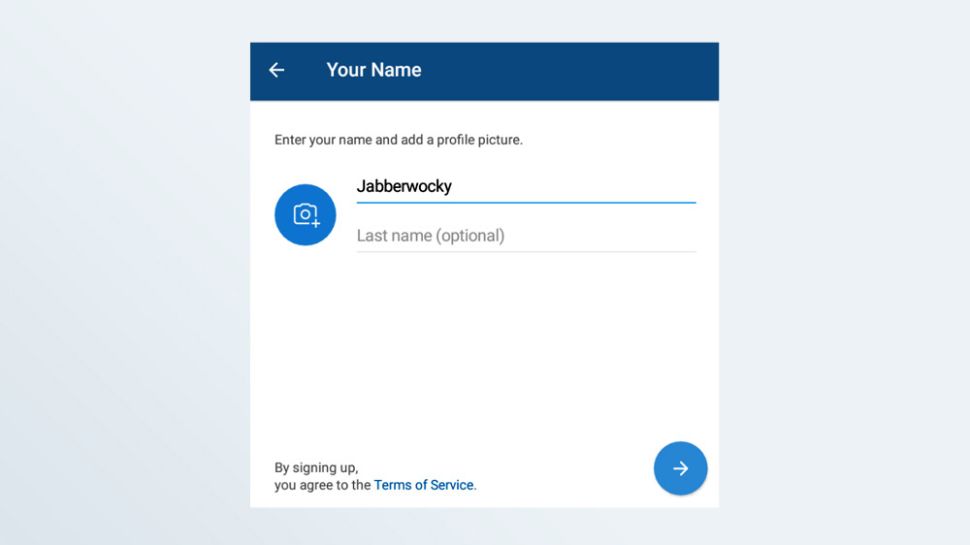 Your Name
Enter your name and add a profile picture.
Jabberwocky
Last name (optional)
By signing up,
you agree to the Terms of Service.